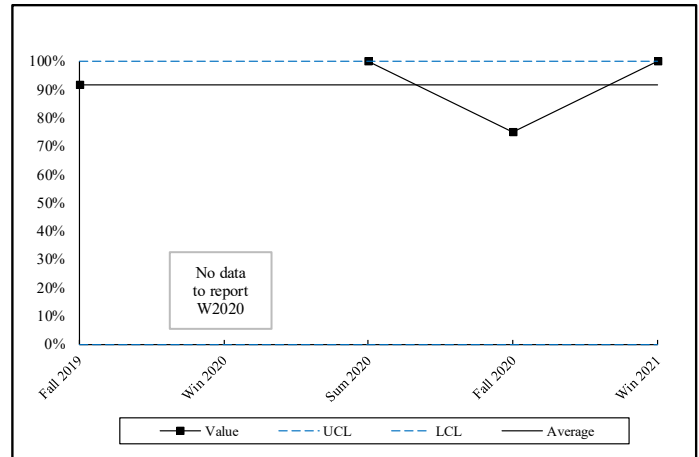 100%
90%
80%
70%
60%
50%
40%
30%
20%
10%
0%
No data
to report
W2020
Fall 2019
Win 2020
Sum 2020
Fall 2020
Win 2021
Value UCL LCL Average